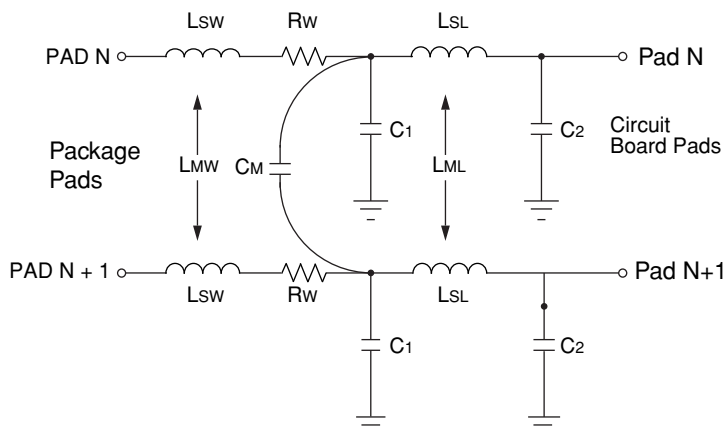 LSW RW LSL
PAD N Pad N
C1 C2 Circuit
Board Pads
Package
Pads
LMW CM LML
PAD N + 1 Pad N+1
LSW RW LSL
C1 C2